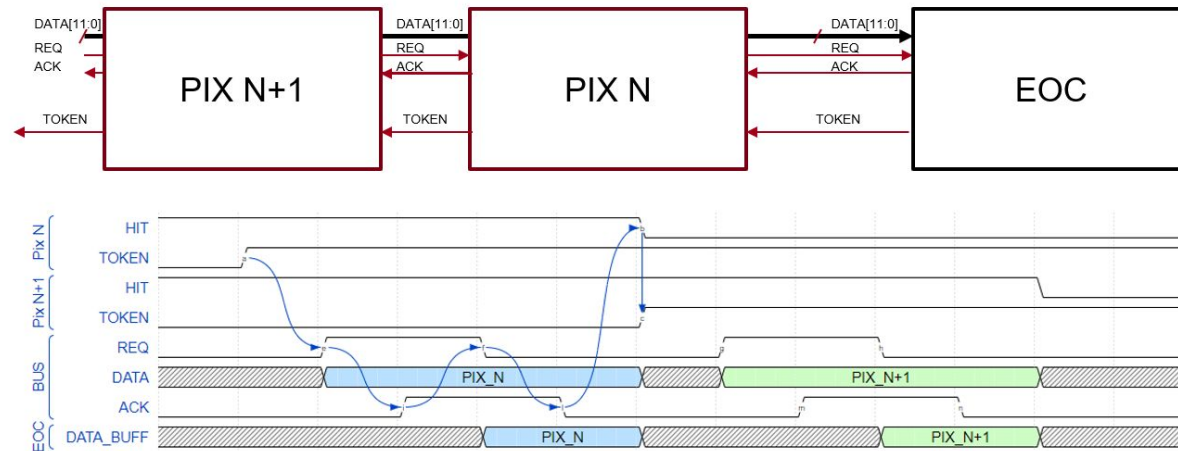 DATA[11:0] DATA[11:0] DATA[11:0]
REQ REQ REQ
ACK ACK ACK
PIX N+1 PIX N EOC
TOKEN TOKEN TOKEN
Pix N
HIT
b
TOKEN
a
Pix N+1
HIT
TOKEN
c
BUS
REQ
e f g h
DATA
PIX_N PIX_N+1
ACK
m n
EOC
DATA_BUFF
PIX_N PIX_N+1